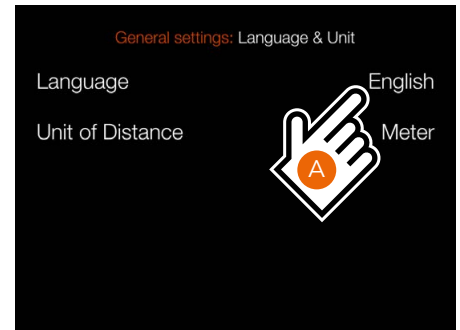 General settings: Language & Unit
Language English
Unit of Distance Meter
A